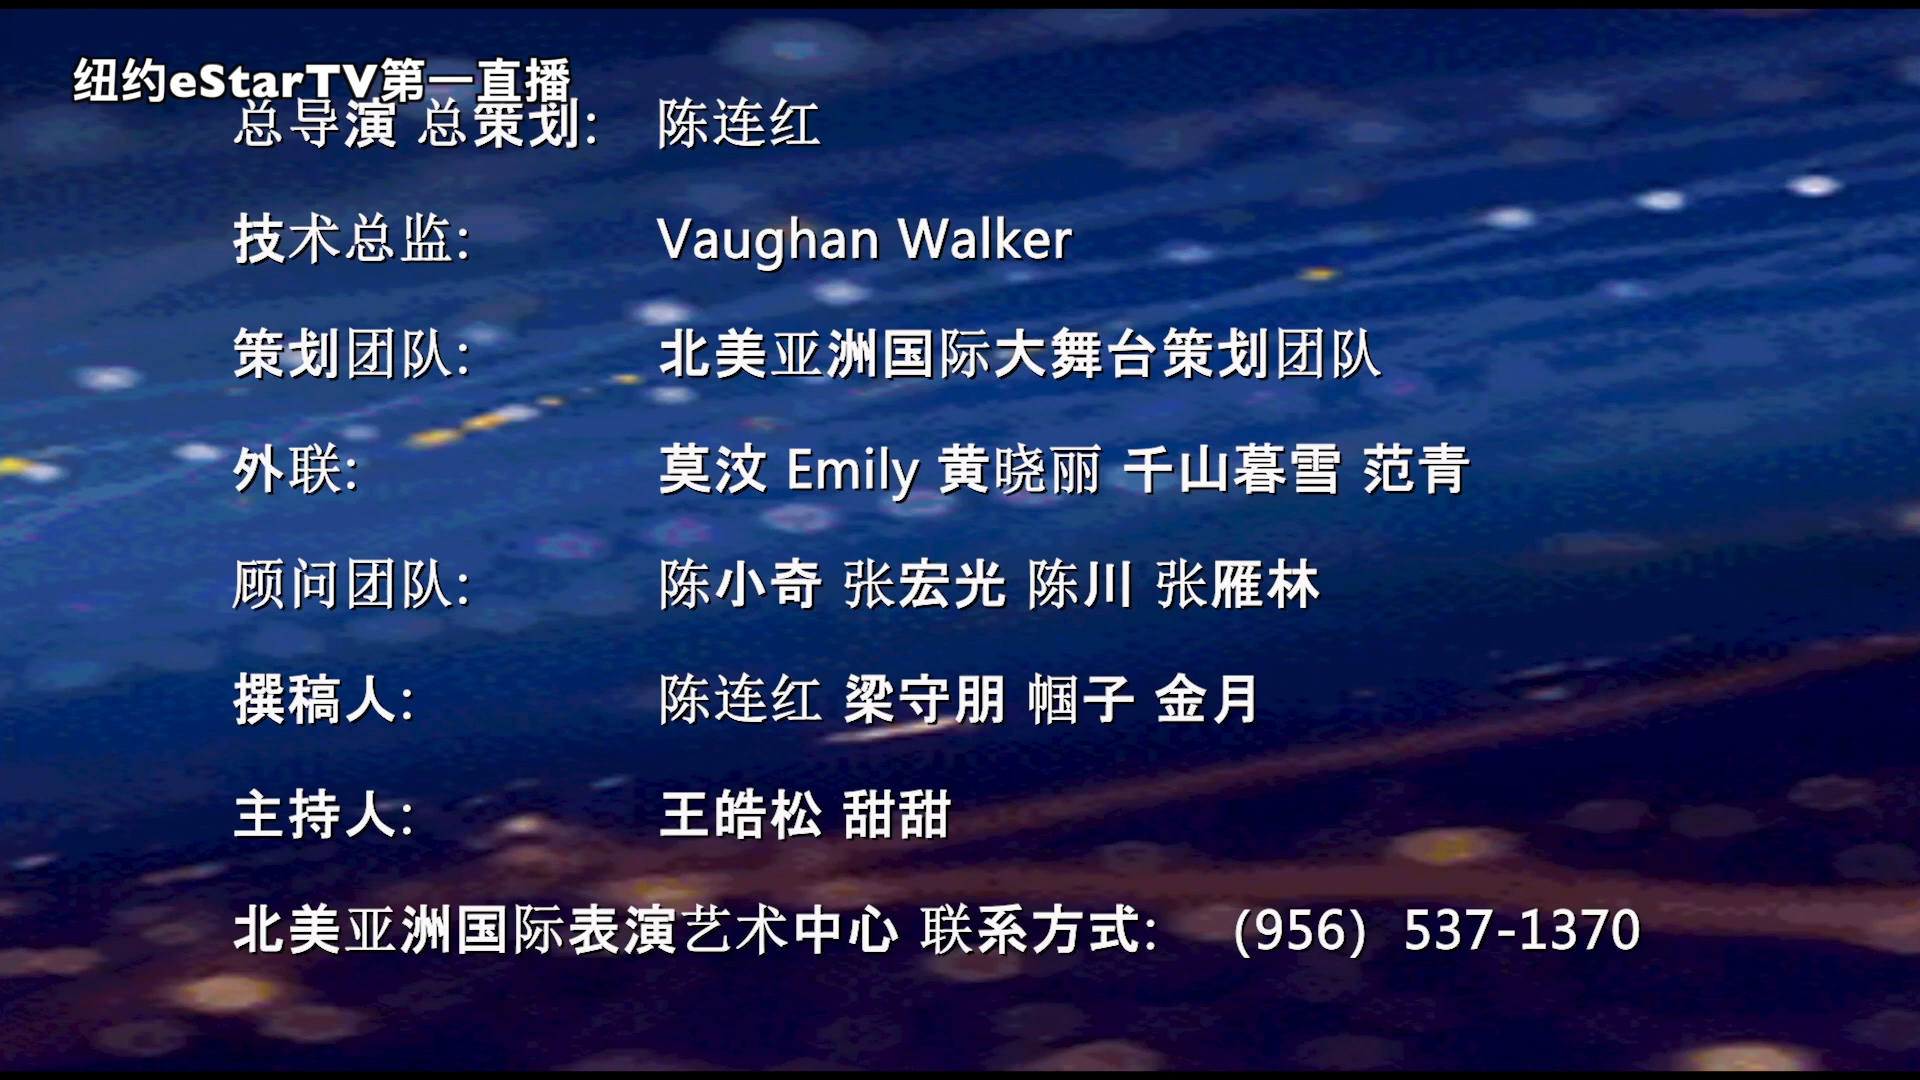 纽约eStarTV第一直播
总导演 总策划: 陈连红
技术总监: Vaughan Walker
策划团队: 北美亚洲国际大舞台策划团队
外联: 莫汶 Emily 黄晓丽 千山暮雪 范青
顾问团队: 陈小奇 张宏光 陈川 张雁林
撰稿人: 陈连红 梁守朋 帼子 金月
主持人: 王皓松 甜甜
北美亚洲国际表演艺术中心 联系方式: (956) 537-1370